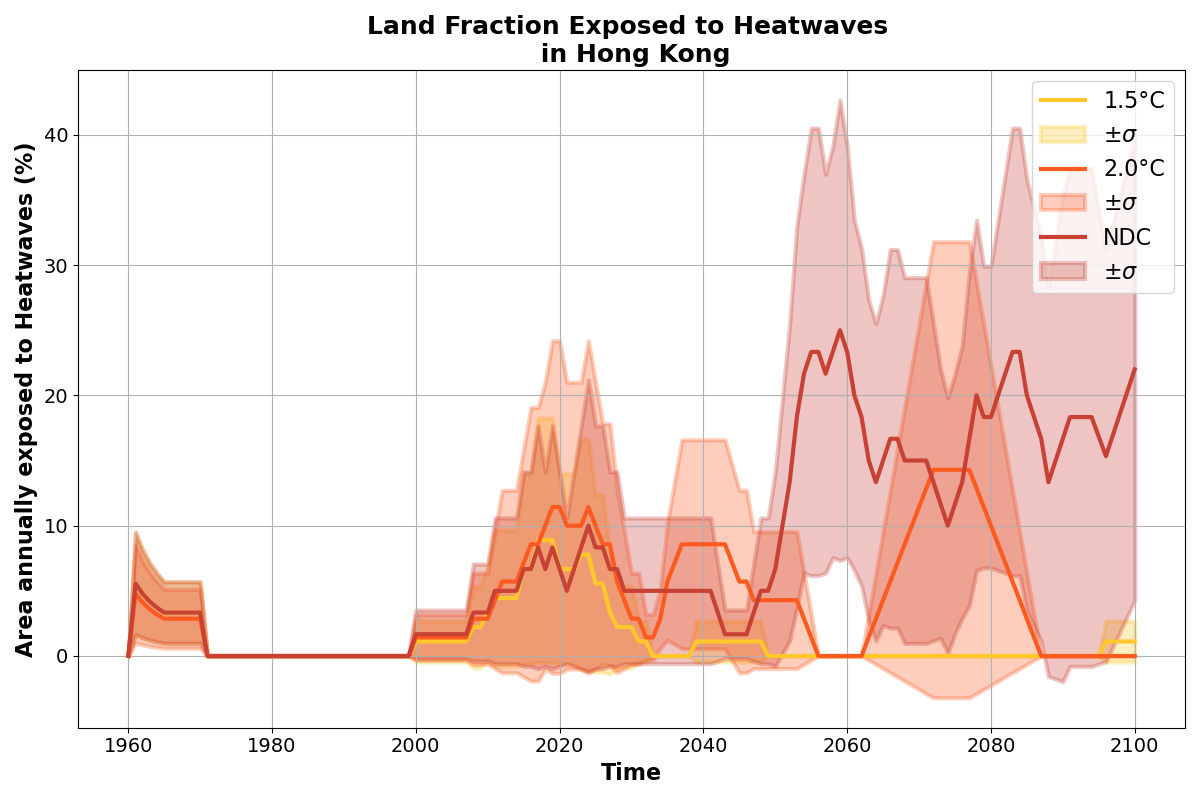 Land Fraction Exposed to Heatwaves
in Hong Kong
Area annually exposed to Heatwaves (%)
40
30
20
10
0
1.5°C
±σ
2.0°C
±σ
NDC
±σ
1960
1980
2000
2020
2040
2060
2080
2100
Time